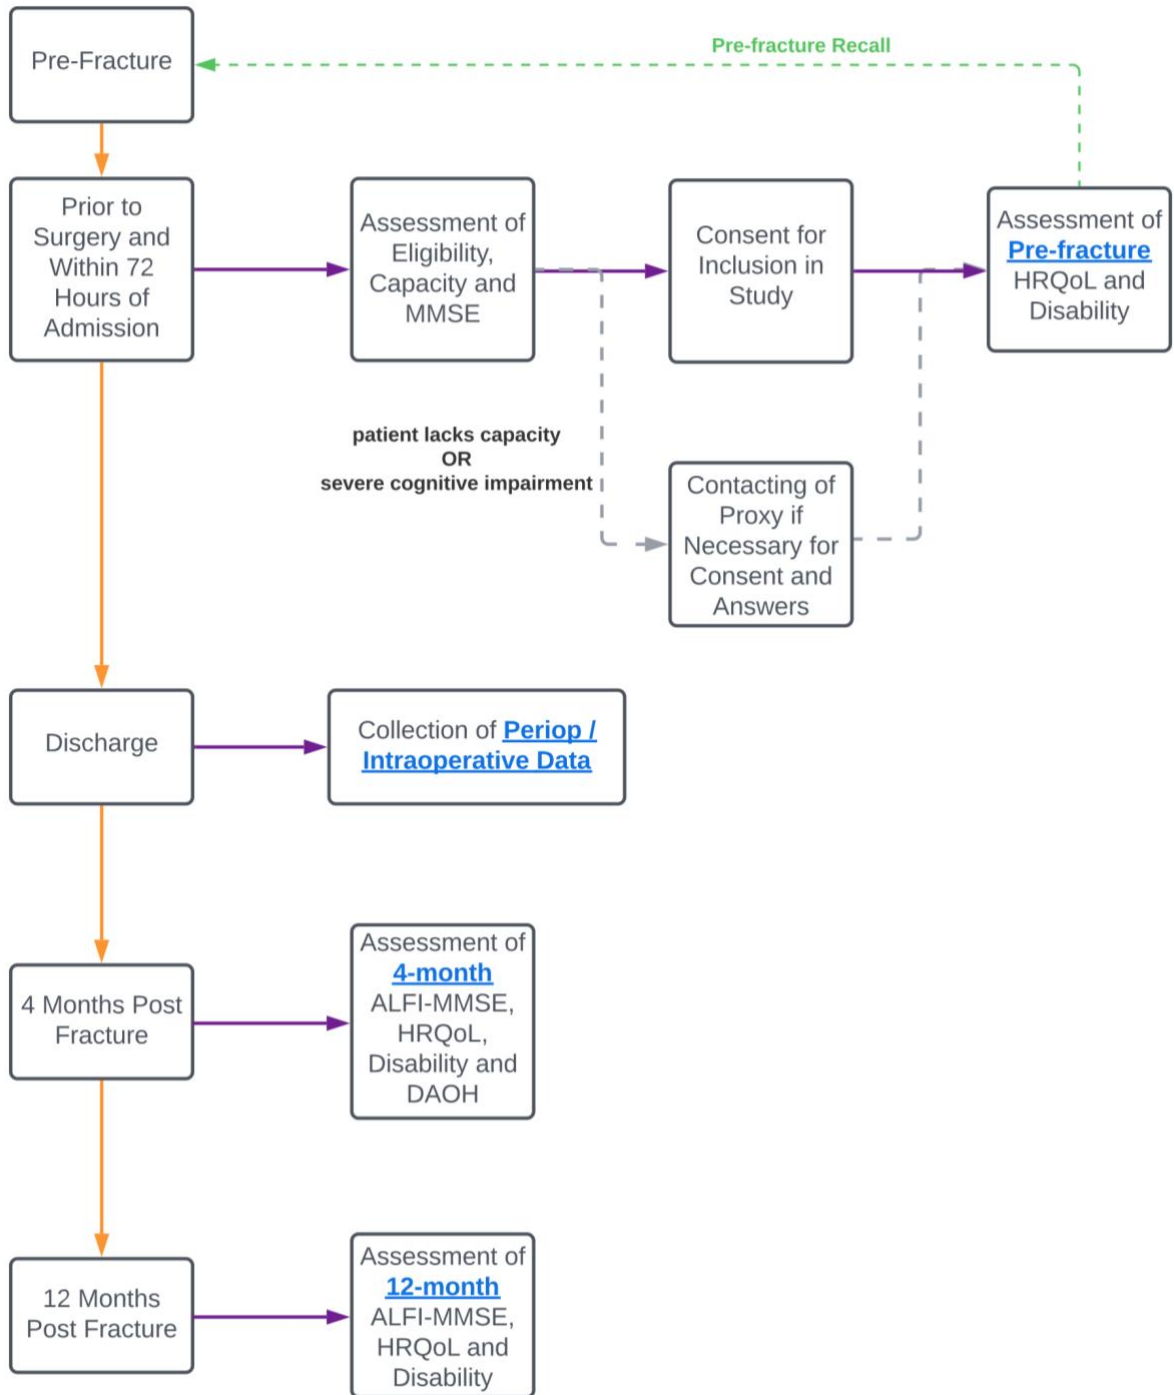 Pre-Fracture
Pre-fracture Recall
Prior to
Surgery and
Within 72
Hours of
Admission
Assessment of
Eligibility,
Capacity and
MMSE
Consent for
Inclusion in
Study
Assessment of
Pre-fracture
HRQoL and
Disability
patient lacks capacity
OR
severe cognitive impairment
Contacting of
Proxy if
Necessary for
Consent and
Answers
Discharge
Collection of Periop /
Intraoperative Data
4 Months Post
Fracture
Assessment of
4-month
ALFI-MMSE,
HRQoL,
Disability and
DAOH
12 Months
Post Fracture
Assessment of
12-month
ALFI-MMSE,
HRQoL and
Disability